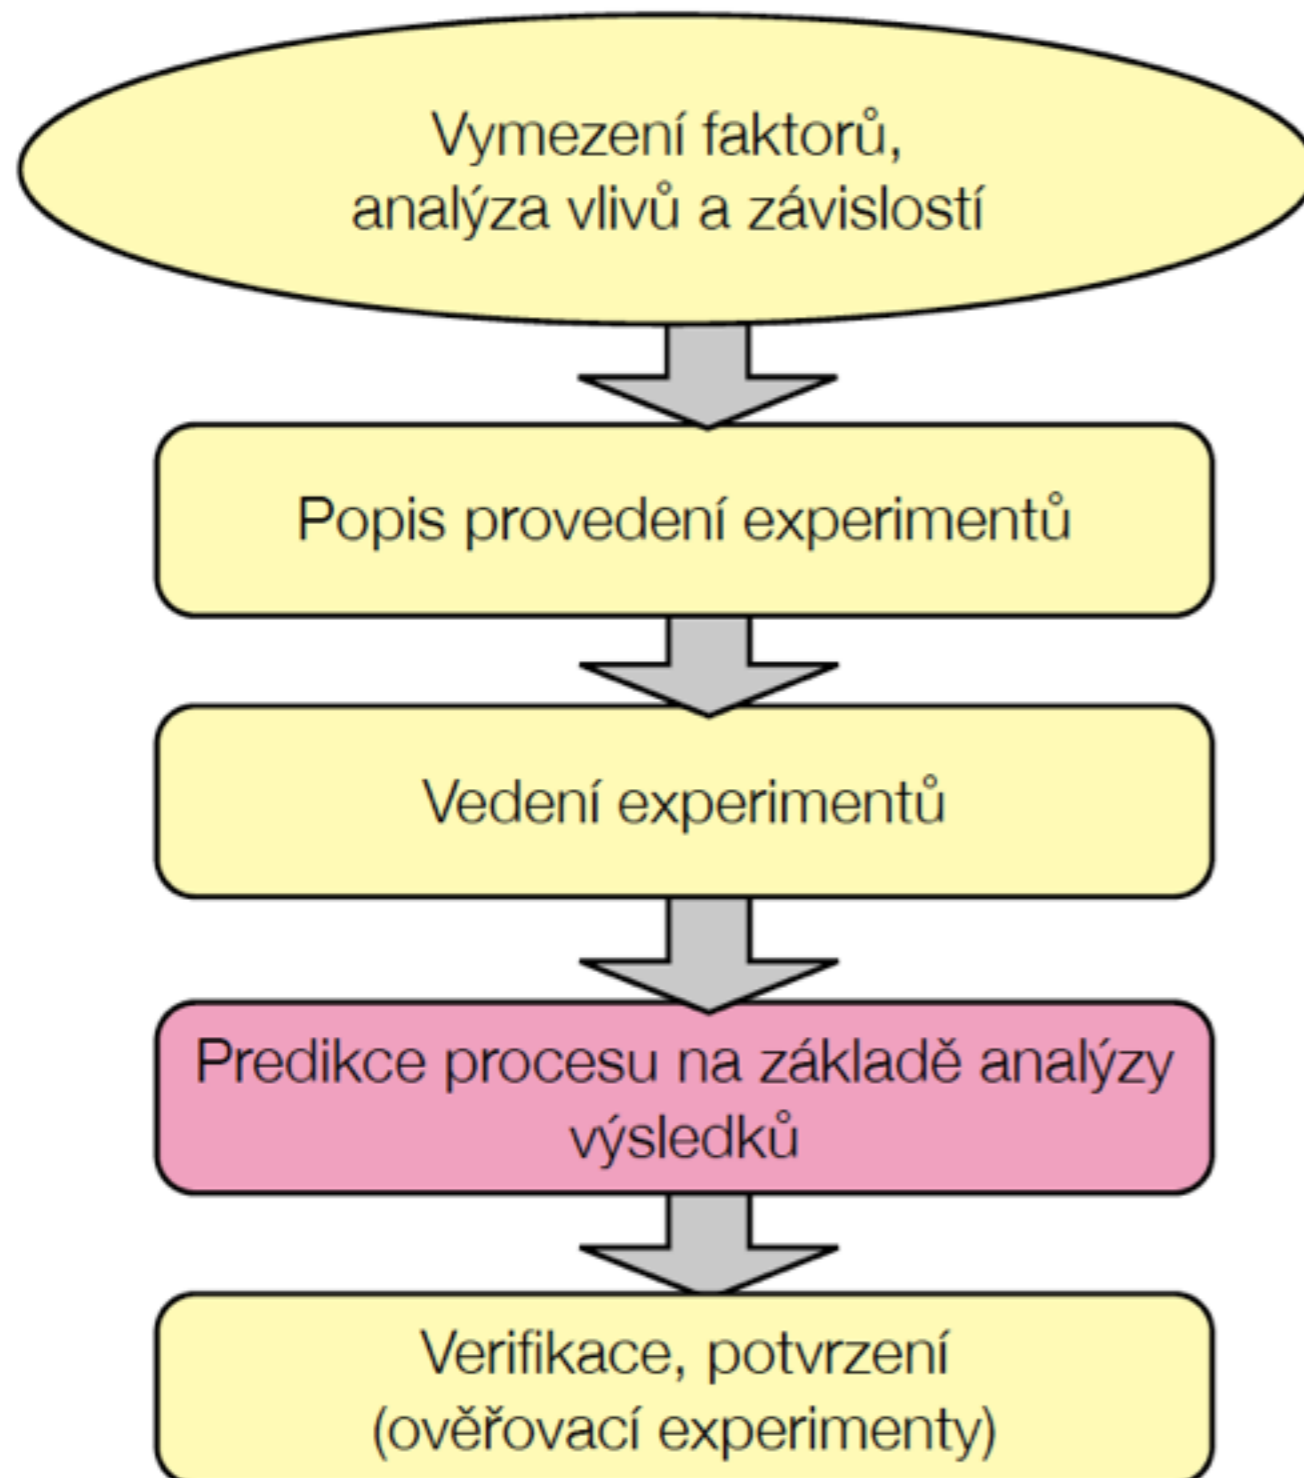 Vymezení faktorů,
analýza vlivů a závislostí
Popis provedení experimentů
Vedení experimentů
Predikce procesu na základě analýzy
výsledků
Verifikace, potvrzení
(ověřovací experimenty)